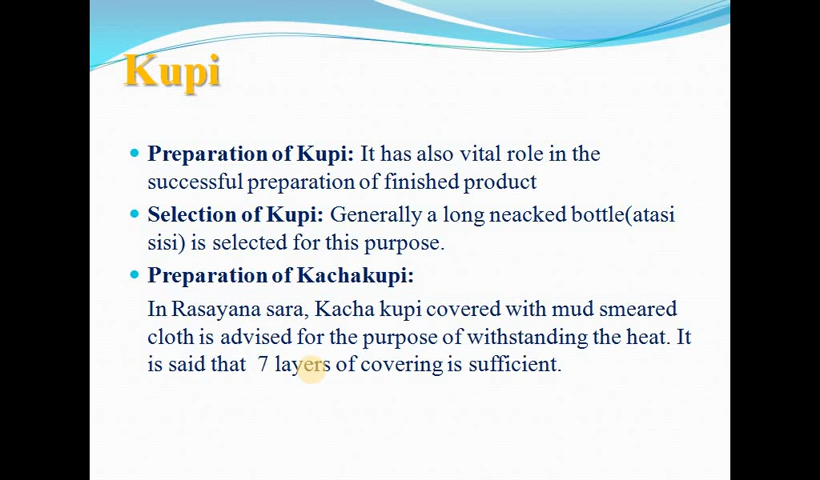 Kupi
Preparation of Kupi: It has also vital role in the
successful preparation of finished product
Selection of Kupi: Generally a long neacked bottle(atasi
sisi) is selected for this purpose.
Preparation of Kachakupi:
In Rasayana sara, Kacha kupi covered with mud smeared
cloth is advised for the purpose of withstanding the heat. It
is said that 7 layers of covering is sufficient.